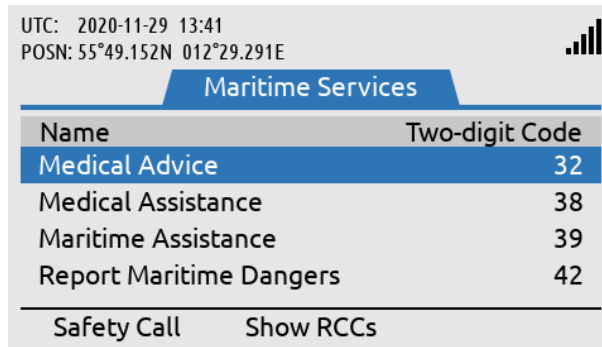 UTC: 2020-11-29 13:41
POSN: 55°49.152N 012°29.291E
Maritime Services
Name Two-digit Code
Medical Advice 32
Medical Assistance 38
Maritime Assistance 39
Report Maritime Dangers 42
Safety Call Show RCCs